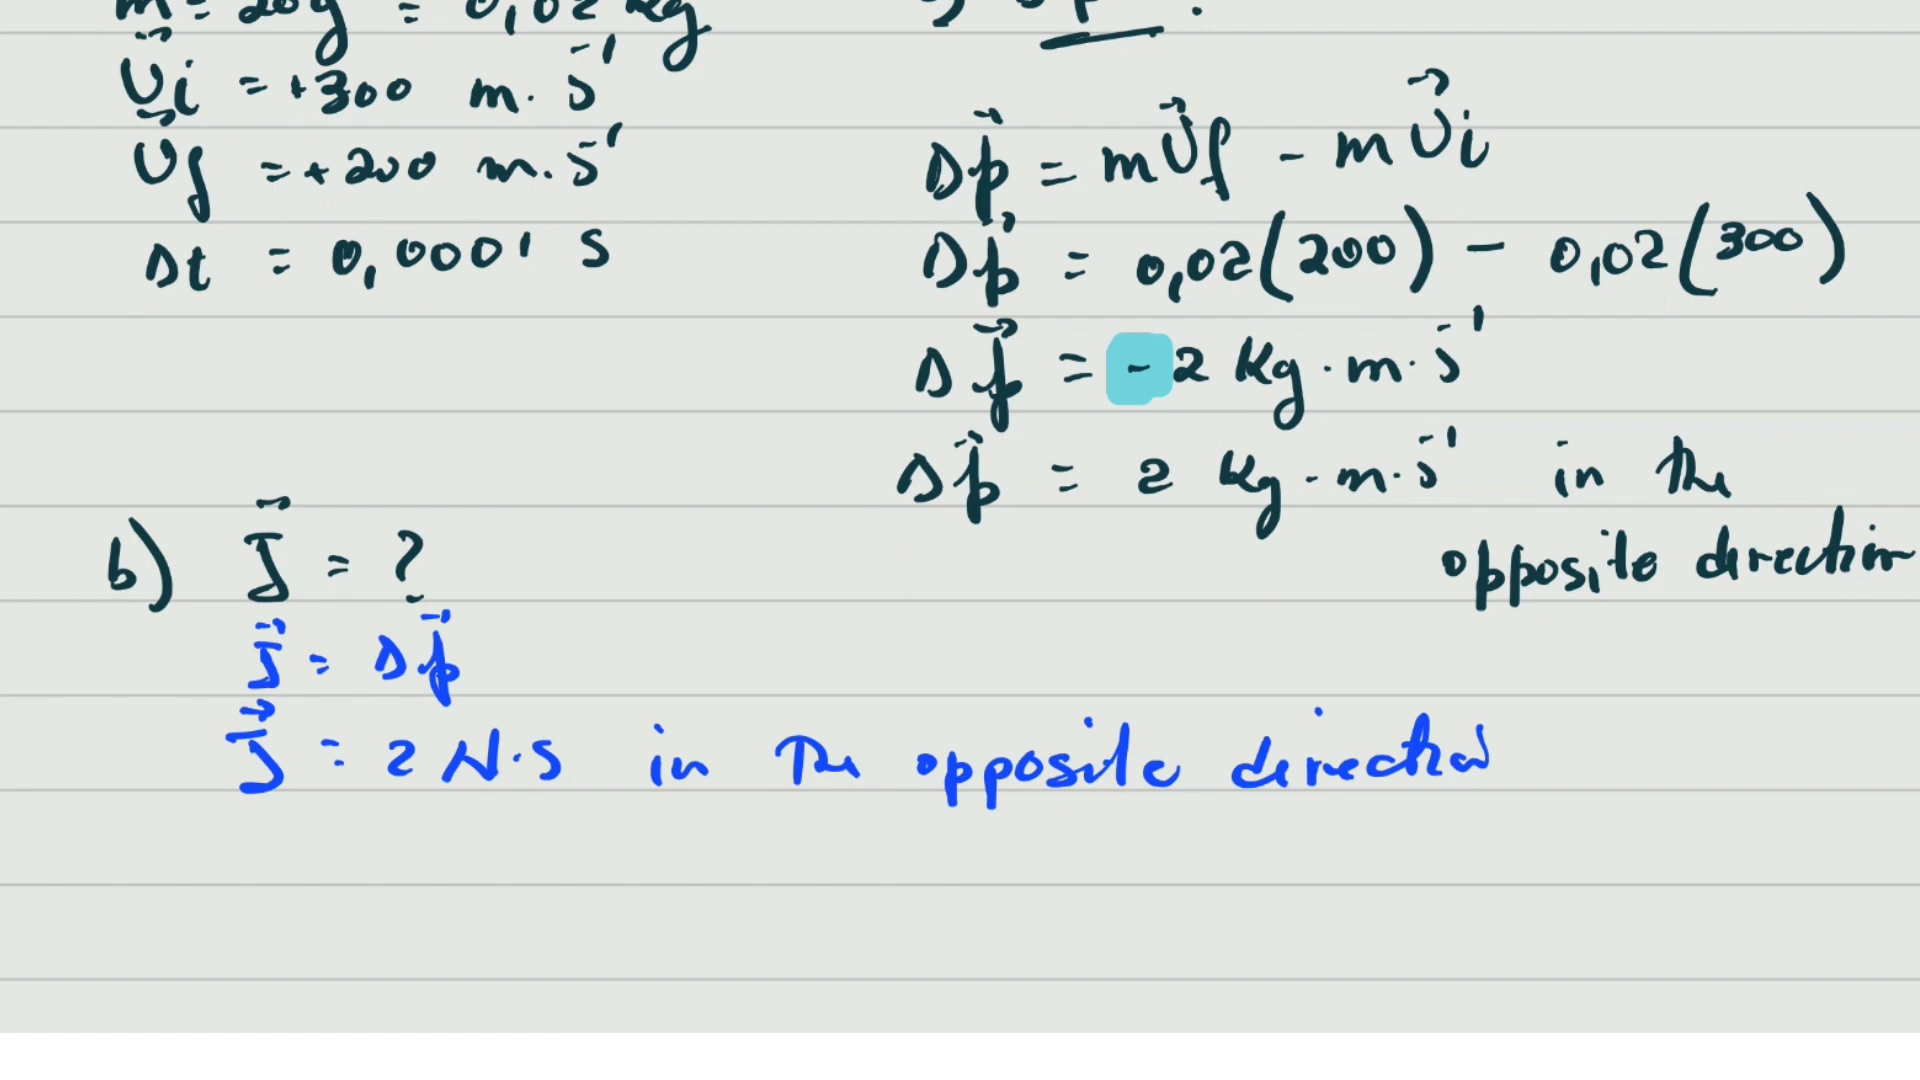 m = 20g = 0,02 kg
v⃗i = +300 m.s⁻¹
v⃗f = +200 m.s⁻¹
Δt = 0,0001 s
Δp⃗ = mv⃗f - mv⃗i
Δp⃗ = 0,02(200) - 0,02(300)
Δp⃗ = -2 kg.m.s⁻¹
Δp⃗ = 2 kg.m.s⁻¹ in the
opposite direction
b) J⃗ = ?
J⃗ = Δp⃗
J⃗ = 2 N.s in the opposite direction